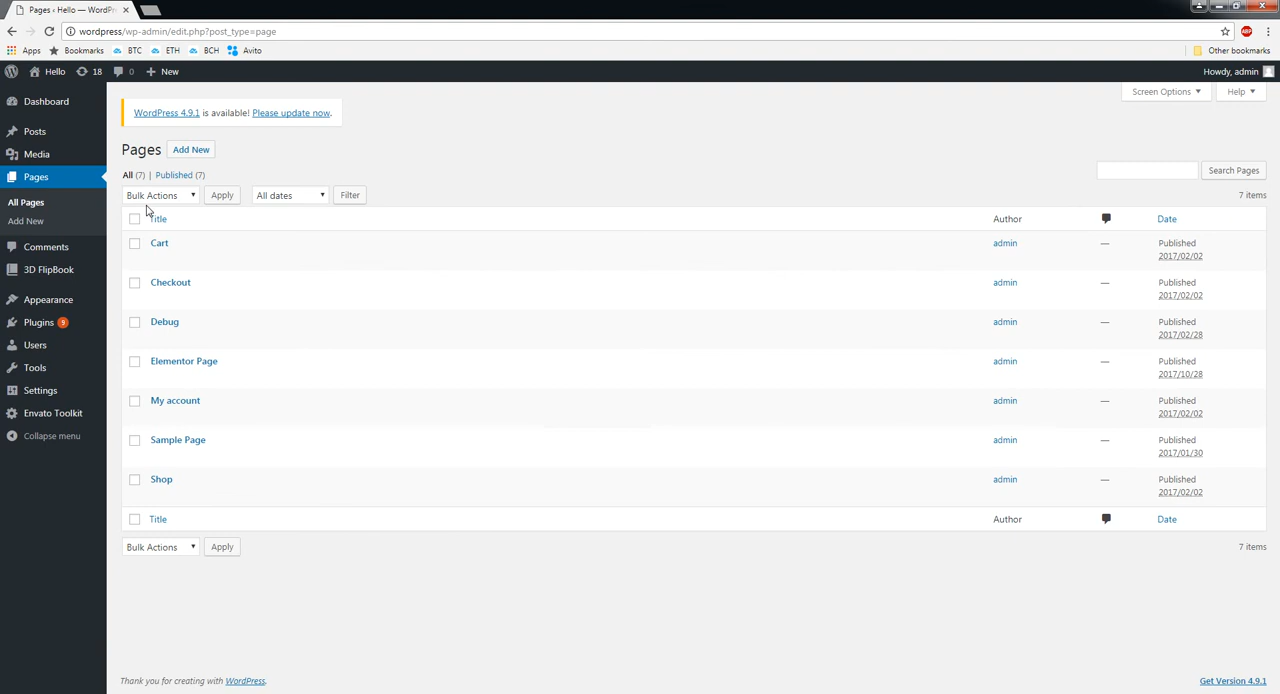 Pages ‹ Hello — WordPr
wordpress/wp-admin/edit.php?post_type=page
Apps Bookmarks BTC ETH BCH Avito Other bookmarks
Hello 18 0 New Howdy, admin
Screen Options Help
Dashboard
Posts
Media
Pages
All Pages
Add New
Comments
3D FlipBook
Appearance
Plugins 9
Users
Tools
Settings
Envato Toolkit
Collapse menu
WordPress 4.9.1 is available! Please update now.
Pages Add New
All (7) | Published (7)
Search Pages
Bulk Actions Apply All dates Filter 7 items
Title Author Date
Cart admin — Published
2017/02/02
Checkout admin — Published
2017/02/02
Debug admin — Published
2017/02/28
Elementor Page admin — Published
2017/10/28
My account admin — Published
2017/02/02
Sample Page admin — Published
2017/01/30
Shop admin — Published
2017/02/02
Title Author Date
Bulk Actions Apply 7 items
Thank you for creating with WordPress. Get Version 4.9.1